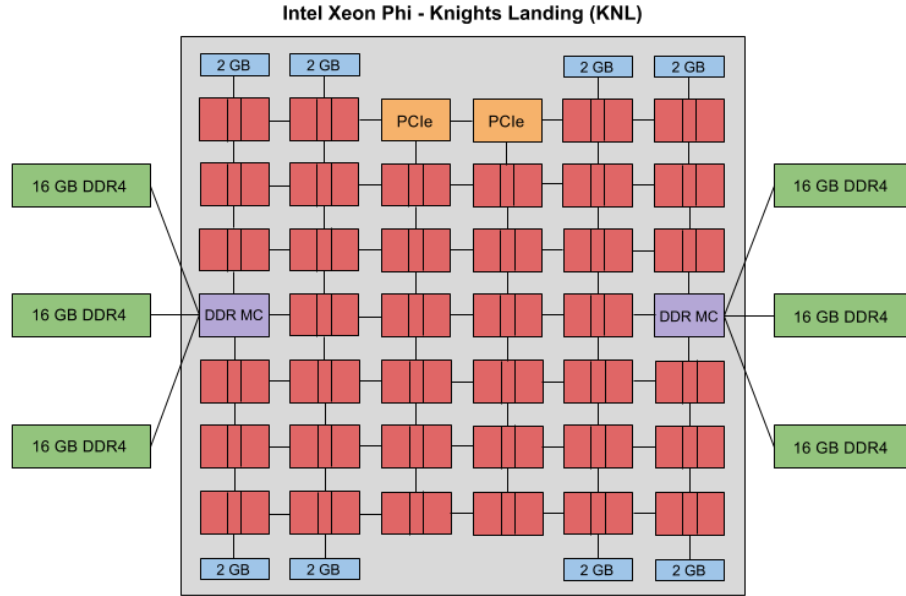 Intel Xeon Phi - Knights Landing (KNL)
2 GB
2 GB
2 GB
2 GB
PCIe
PCIe
16 GB DDR4
16 GB DDR4
16 GB DDR4
DDR MC
DDR MC
16 GB DDR4
16 GB DDR4
16 GB DDR4
2 GB
2 GB
2 GB
2 GB